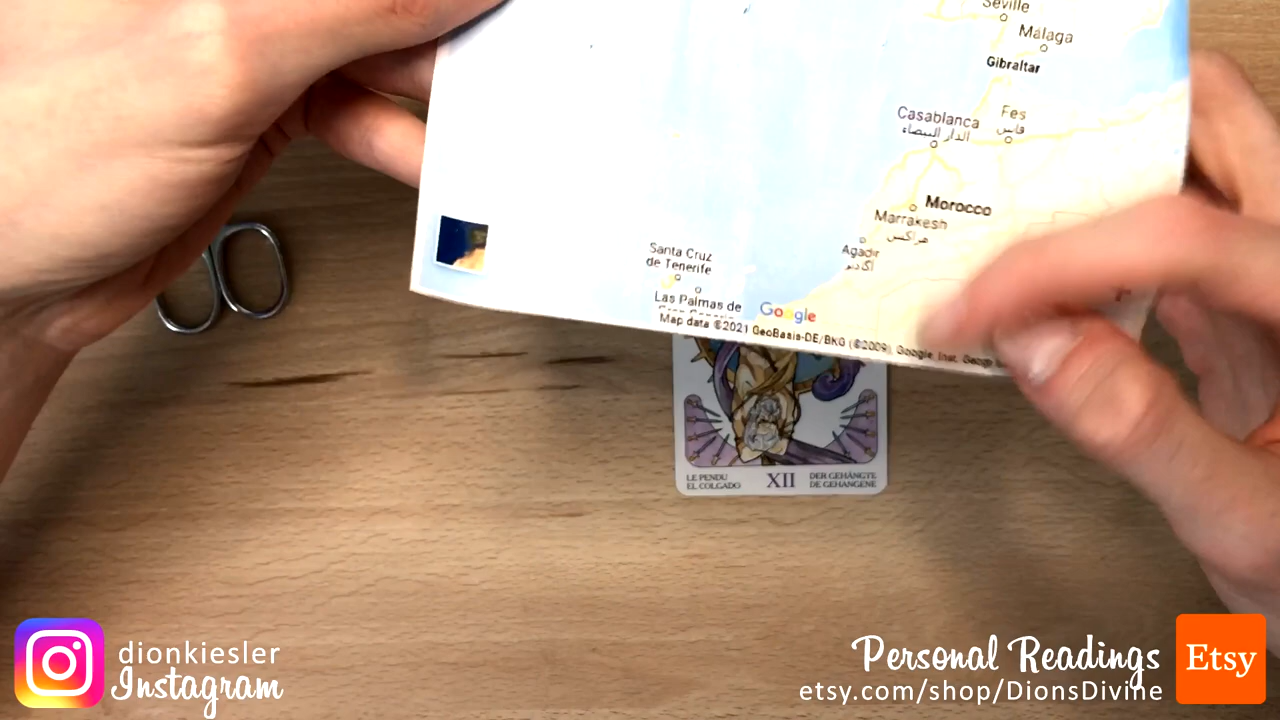 Seville
Málaga
Gibraltar
Casablanca
الدار البيضاء
Fes
فاس
Morocco
Marrakesh
مراكش
Agadir
أكادير
Santa Cruz
de Tenerife
Las Palmas de
Google
Map data ©2021 GeoBasis-DE/BKG (©2009), Google, Inst. Geogr
LE PENDU
EL COLGADO
XII
DER GEHÄNGTE
DE GEHANGENE
dionkiesler
Instagram
Personal Readings
etsy.com/shop/DionsDivine
Etsy